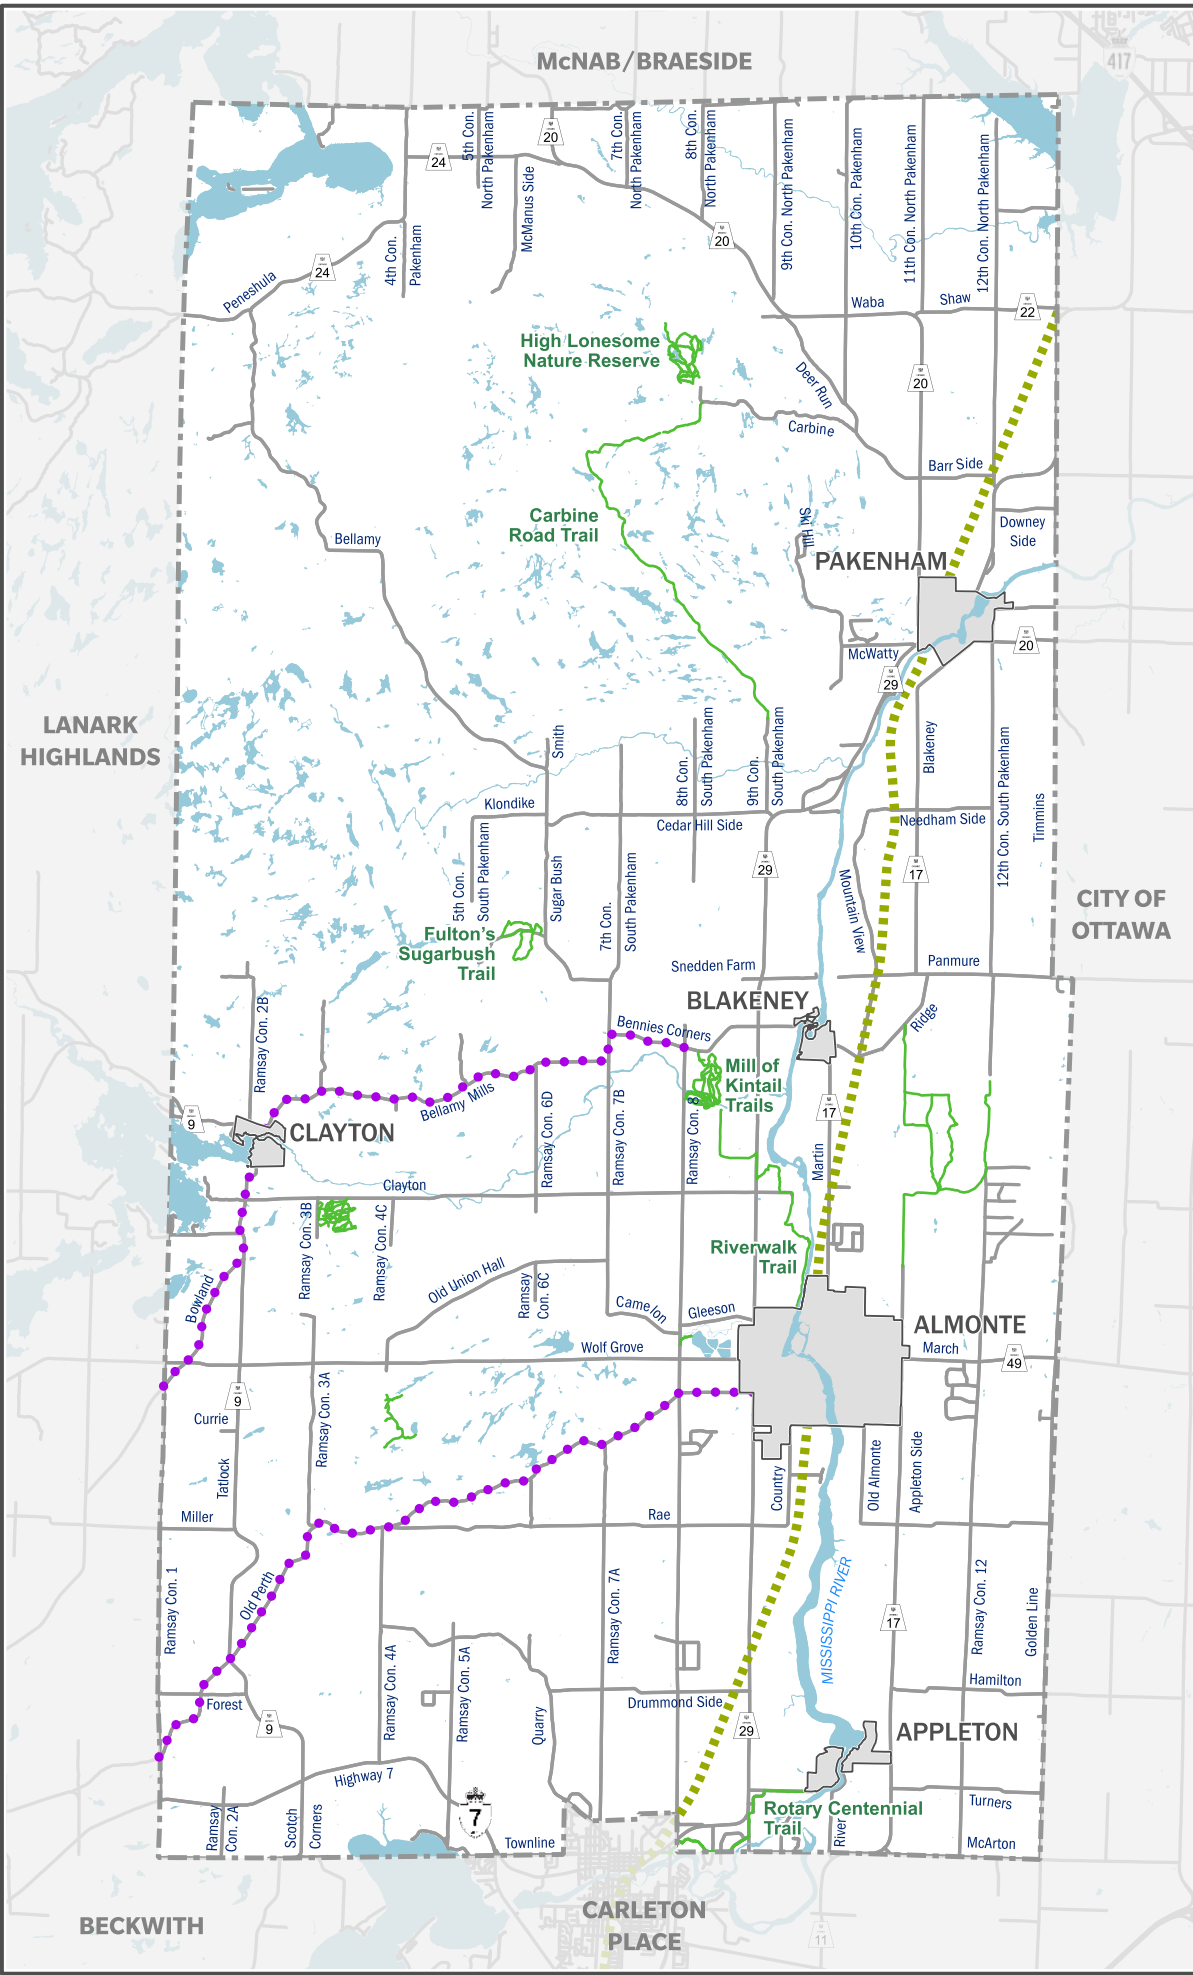 McNAB/BRAESIDE
417
5th Con.
North Pakenham
20
7th Con.
North Pakenham
8th Con.
North Pakenham
9th Con. North Pakenham
10th Con. Pakenham
11th Con. North Pakenham
12th Con. North Pakenham
24
McManus Side
4th Con.
Pakenham
20
24
Peneshula
Waba
Shaw
22
High Lonesome
Nature Reserve
Deer Run
20
Carbine
Barr Side
Carbine
Road Trail
Ski Hill
Downey
Side
Bellamy
PAKENHAM
McWatty
20
29
LANARK
HIGHLANDS
Smith
8th Con.
South Pakenham
9th Con.
South Pakenham
Blakeney
12th Con. South Pakenham
Timmins
Klondike
Cedar Hill Side
Needham Side
5th Con.
South Pakenham
Sugar Bush
7th Con.
South Pakenham
29
17
Mountain View
CITY OF
OTTAWA
Fulton's
Sugarbush
Trail
Snedden Farm
Panmure
BLAKENEY
Ramsay Con. 2B
Bennies Corners
Ridge
Mill of
Kintail
Trails
Bellamy Mills
9
CLAYTON
Ramsay Con. 6D
Ramsay Con. 7B
Ramsay Con. 8
17
Martin
Clayton
Ramsay Con. 3B
Ramsay Con. 4C
Riverwalk
Trail
Old Union Hall
Ramsay
Con. 6C
Bowland
Camelon
Gleeson
ALMONTE
Wolf Grove
March
49
9
Currie
Ramsay Con. 3A
Tatlock
Country
Old Almonte
Appleton Side
Miller
Rae
Ramsay Con. 1
Old Perth
Ramsay Con. 7A
MISSISSIPPI RIVER
17
Ramsay Con. 12
Golden Line
Ramsay Con. 4A
Ramsay Con. 5A
Hamilton
Forest
9
Quarry
Drummond Side
29
APPLETON
Highway 7
7
Ramsay
Con. 2A
Scotch
Corners
Townline
Rotary Centennial
Trail
River
Turners
McArton
BECKWITH
CARLETON
PLACE
11